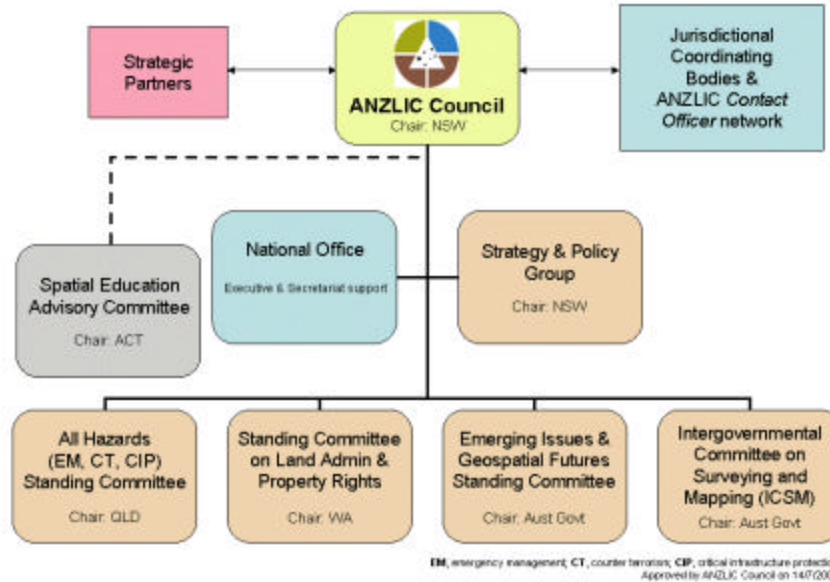 Strategic
Partners
ANZLIC Council
Chair: NSW
Jurisdictional
Coordinating
Bodies &
ANZLIC Contact
Officer network
Spatial Education
Advisory Committee
Chair: ACT
National Office
Executive & Secretariat support
Strategy & Policy
Group
Chair: NSW
All Hazards
(EM, CT, CIP)
Standing Committee
Chair: QLD
Standing Committee
on Land Admin &
Property Rights
Chair: WA
Emerging Issues &
Geospatial Futures
Standing Committee
Chair: Aust Govt
Intergovernmental
Committee on
Surveying and
Mapping (ICSM)
Chair: Aust Govt
EM, emergency management; CT, counter terrorism; CIP, critical infrastructure protectio
Approved by ANZLIC Council on 14/7/200